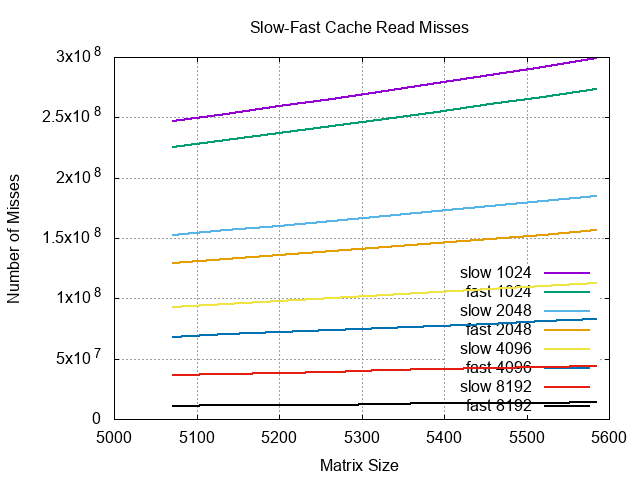 Slow-Fast Cache Read Misses
3x10^8
2.5x10^8
2x10^8
1.5x10^8
1x10^8
5x10^7
0
Number of Misses
slow 1024
fast 1024
slow 2048
fast 2048
slow 4096
fast 4096
slow 8192
fast 8192
5000 5100 5200 5300 5400 5500 5600
Matrix Size